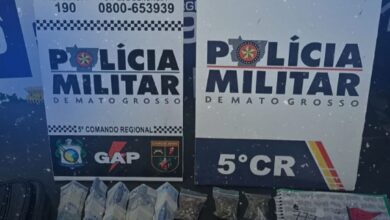 190 0800-653939
POLÍCIA
MILITAR
DE MATO GROSSO
5º COMANDO REGIONAL
GAP
POLÍCIA
MILITAR
DE MATO GROSSO
5ºCR